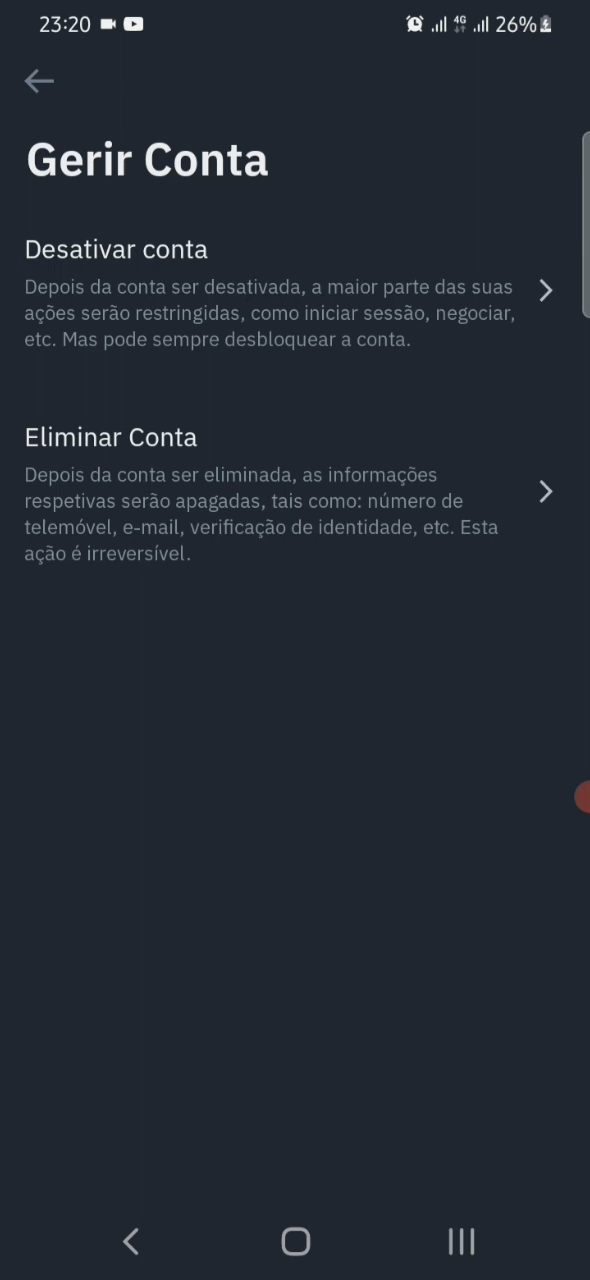 23:20
4G
26%
Gerir Conta
Desativar conta
Depois da conta ser desativada, a maior parte das suas
ações serão restringidas, como iniciar sessão, negociar,
etc. Mas pode sempre desbloquear a conta.
Eliminar Conta
Depois da conta ser eliminada, as informações
respetivas serão apagadas, tais como: número de
telemóvel, e-mail, verificação de identidade, etc. Esta
ação é irreversível.